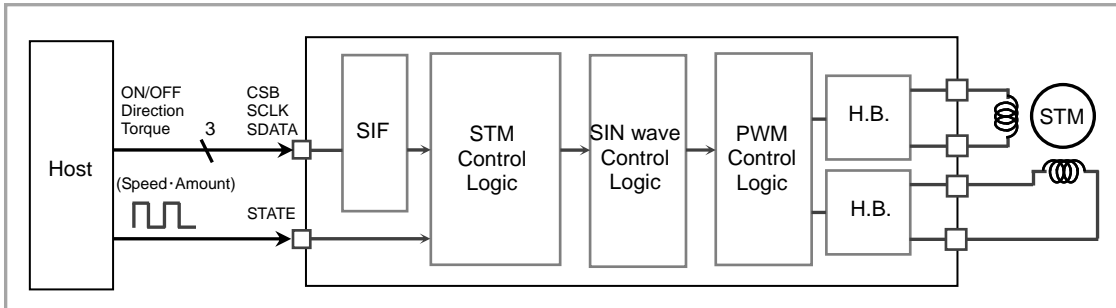 Host
ON/OFF
Direction
Torque
3
CSB
SCLK
SDATA
(Speed･Amount)
STATE
SIF
STM
Control
Logic
SIN wave
Control
Logic
PWM
Control
Logic
H.B.
H.B.
STM